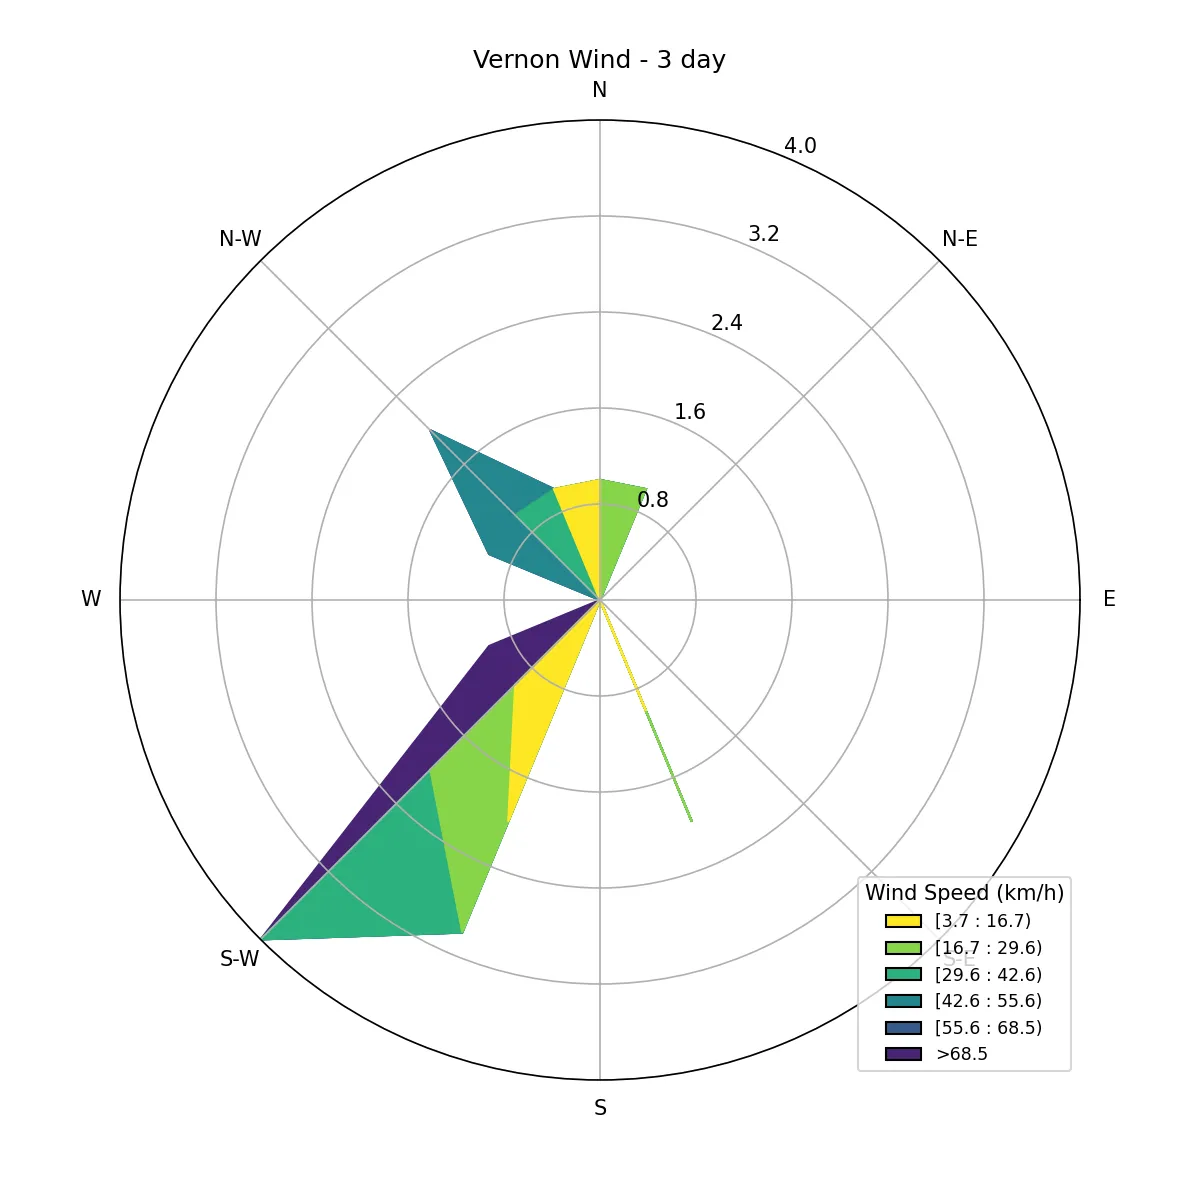 Vernon Wind - 3 day
N
4.0
N-W
3.2
N-E
2.4
1.6
0.8
W
E
Wind Speed (km/h)
[3.7 : 16.7)
[16.7 : 29.6)
S-W
S-E
[29.6 : 42.6)
[42.6 : 55.6)
[55.6 : 68.5)
>68.5
S